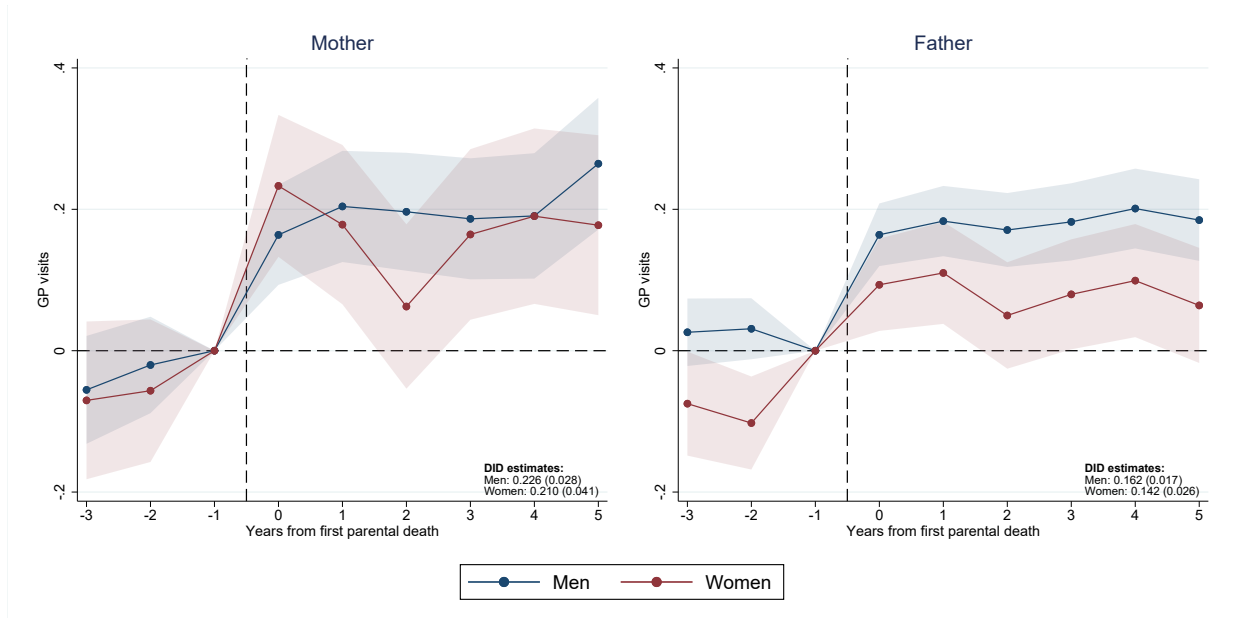 Mother
.4
.2
0
-.2
GP visits
-3 -2 -1 0 1 2 3 4 5
Years from first parental death
DID estimates:
Men: 0.226 (0.028)
Women: 0.210 (0.041)
Father
.4
.2
0
-.2
GP visits
-3 -2 -1 0 1 2 3 4 5
Years from first parental death
DID estimates:
Men: 0.162 (0.017)
Women: 0.142 (0.026)
Men Women